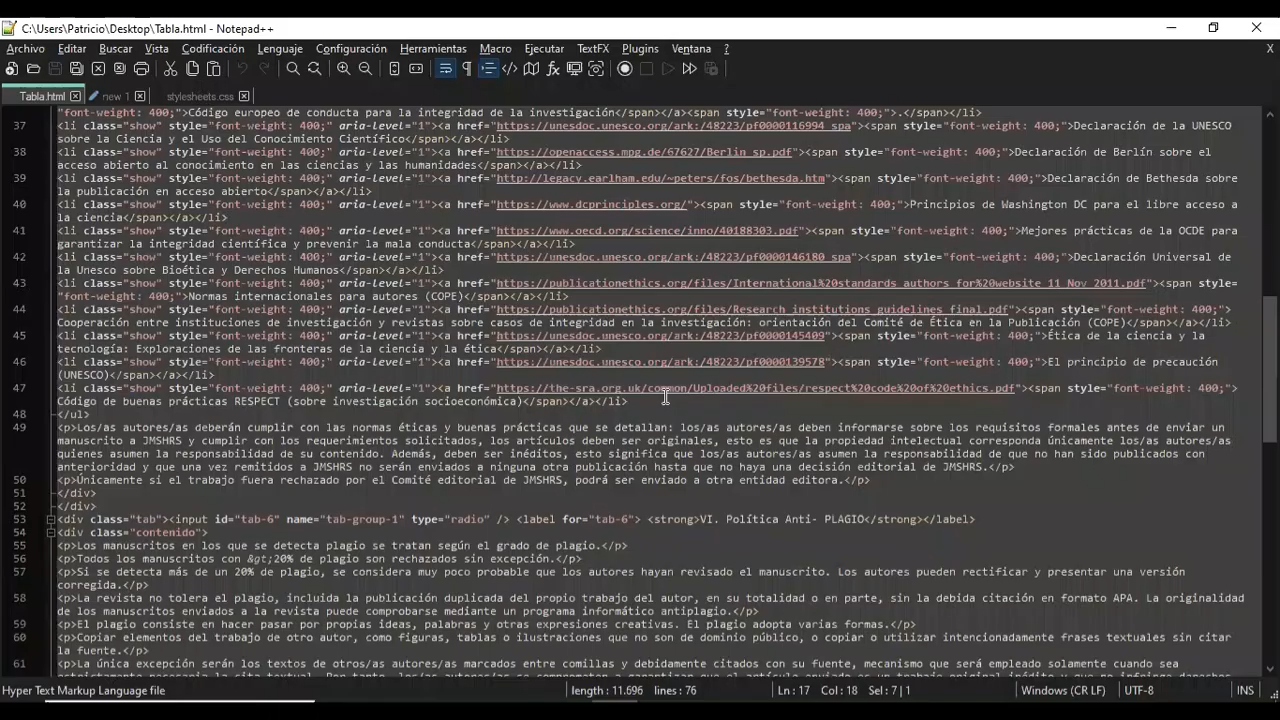 C:\Users\Patricio\Desktop\Tabla.html - Notepad++
Archivo Editar Buscar Vista Codificación Lenguaje Configuración Herramientas Macro Ejecutar TextFX Plugins Ventana ? X
Tabla.html new 1 stylesheets.css
"font-weight: 400;">Código europeo de conducta para la integridad de la investigación</span></a><span style="font-weight: 400;">.</span></li>
37 <li class="show" style="font-weight: 400;" aria-level="1"><a href="https://unesdoc.unesco.org/ark:/48223/pf0000116994_spa"><span style="font-weight: 400;">Declaración de la UNESCO
sobre la Ciencia y el Uso del Conocimiento Científico</span></a></li>
38 <li class="show" style="font-weight: 400;" aria-level="1"><a href="https://openaccess.mpg.de/67627/Berlin_sp.pdf"><span style="font-weight: 400;">Declaración de Berlín sobre el
acceso abierto al conocimiento en las ciencias y las humanidades</span></a></li>
39 <li class="show" style="font-weight: 400;" aria-level="1"><a href="http://legacy.earlham.edu/~peters/fos/bethesda.htm"><span style="font-weight: 400;">Declaración de Bethesda sobre
la publicación en acceso abierto</span></a></li>
40 <li class="show" style="font-weight: 400;" aria-level="1"><a href="https://www.dcprinciples.org/"><span style="font-weight: 400;">Principios de Washington DC para el libre acceso a
la ciencia</span></a></li>
41 <li class="show" style="font-weight: 400;" aria-level="1"><a href="https://www.oecd.org/science/inno/40188303.pdf"><span style="font-weight: 400;">Mejores prácticas de la OCDE para
garantizar la integridad científica y prevenir la mala conducta</span></a></li>
42 <li class="show" style="font-weight: 400;" aria-level="1"><a href="https://unesdoc.unesco.org/ark:/48223/pf0000146180_spa"><span style="font-weight: 400;">Declaración Universal de
la Unesco sobre Bioética y Derechos Humanos</span></a></li>
43 <li class="show" style="font-weight: 400;" aria-level="1"><a href="https://publicationethics.org/files/International%20standards_authors_for%20website_11_Nov_2011.pdf"><span style=
"font-weight: 400;">Normas internacionales para autores (COPE)</span></a></li>
44 <li class="show" style="font-weight: 400;" aria-level="1"><a href="https://publicationethics.org/files/Research_institutions_guidelines_final.pdf"><span style="font-weight: 400;">
Cooperación entre instituciones de investigación y revistas sobre casos de integridad en la investigación: orientación del Comité de Ética en la Publicación (COPE)</span></a></li>
45 <li class="show" style="font-weight: 400;" aria-level="1"><a href="https://unesdoc.unesco.org/ark:/48223/pf0000145409"><span style="font-weight: 400;">Ética de la ciencia y la
tecnología: Exploraciones de las fronteras de la ciencia y la ética</span></a></li>
46 <li class="show" style="font-weight: 400;" aria-level="1"><a href="https://unesdoc.unesco.org/ark:/48223/pf0000139578"><span style="font-weight: 400;">El principio de precaución
(UNESCO)</span></a></li>
47 <li class="show" style="font-weight: 400;" aria-level="1"><a href="https://the-sra.org.uk/common/Uploaded%20files/respect%20code%20of%20ethics.pdf"><span style="font-weight: 400;">
Código de buenas prácticas RESPECT (sobre investigación socioeconómica)</span></a></li>
48 </ul>
49 <p>Los/as autores/as deberán cumplir con las normas éticas y buenas prácticas que se detallan: los/as autores/as deben informarse sobre los requisitos formales antes de enviar un
manuscrito a JMSHRS y cumplir con los requerimientos solicitados, los artículos deben ser originales, esto es que la propiedad intelectual corresponda únicamente los/as autores/as
quienes asumen la responsabilidad de su contenido. Además, deben ser inéditos, esto significa que los/as autores/as asumen la responsabilidad de que no han sido publicados con
anterioridad y que una vez remitidos a JMSHRS no serán enviados a ninguna otra publicación hasta que no haya una decisión editorial de JMSHRS.</p>
50 <p>Únicamente si el trabajo fuera rechazado por el Comité editorial de JMSHRS, podrá ser enviado a otra entidad editora.</p>
51 </div>
52 </div>
53 <div class="tab"><input id="tab-6" name="tab-group-1" type="radio" /> <label for="tab-6"> <strong>VI. Política Anti- PLAGIO</strong></label>
54 <div class="contenido">
55 <p>Los manuscritos en los que se detecta plagio se tratan según el grado de plagio.</p>
56 <p>Todos los manuscritos con &gt;20% de plagio son rechazados sin excepción.</p>
57 <p>Si se detecta más de un 20% de plagio, se considera muy poco probable que los autores hayan revisado el manuscrito. Los autores pueden rectificar y presentar una versión
corregida.</p>
58 <p>La revista no tolera el plagio, incluida la publicación duplicada del propio trabajo del autor, en su totalidad o en parte, sin la debida citación en formato APA. La originalidad
de los manuscritos enviados a la revista puede comprobarse mediante un programa informático antiplagio.</p>
59 <p>El plagio consiste en hacer pasar por propias ideas, palabras y otras expresiones creativas. El plagio adopta varias formas.</p>
60 <p>Copiar elementos del trabajo de otro autor, como figuras, tablas o ilustraciones que no son de dominio público, o copiar o utilizar intencionadamente frases textuales sin citar
la fuente.</p>
61 <p>La única excepción serán los textos de otros/as autores/as marcados entre comillas y debidamente citados con su fuente, mecanismo que será empleado solamente cuando sea
Hyper Text Markup Language file length : 11.696 lines : 76 Ln : 17 Col : 18 Sel : 7 | 1 Windows (CR LF) UTF-8 INS